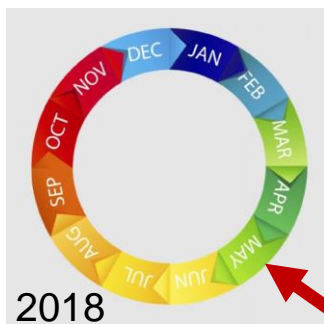 JAN
FEB
MAR
APR
MAY
JUN
JUL
AUG
SEP
OCT
NOV
DEC
2018